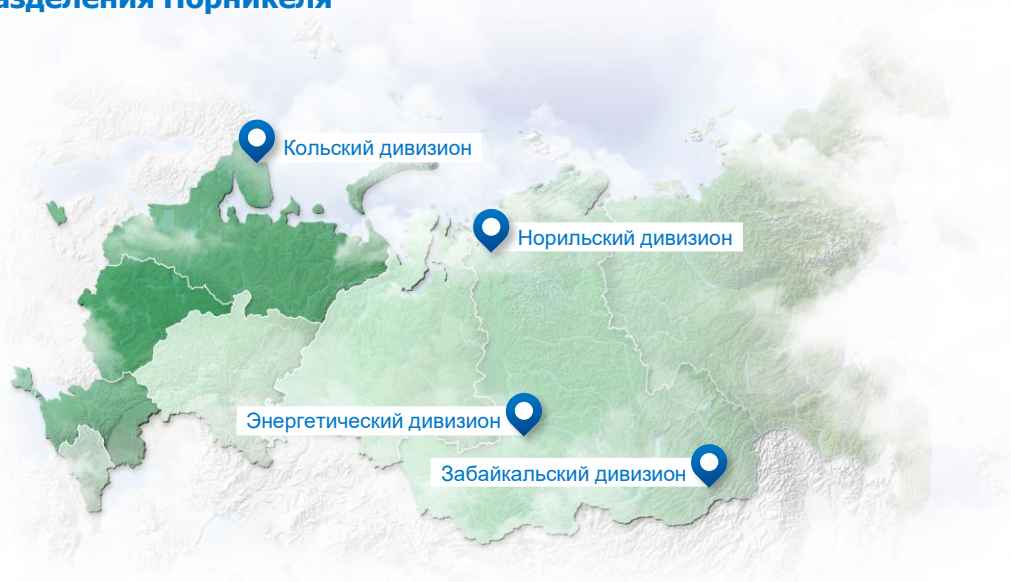 азделения Норникеля
Кольский дивизион
Норильский дивизион
Энергетический дивизион
Забайкальский дивизион